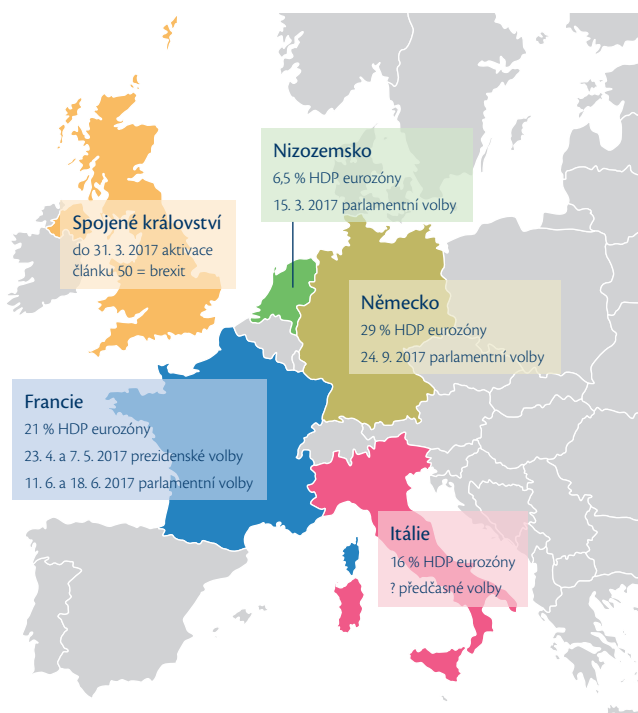 Nizozemsko
6,5 % HDP eurozóny
15. 3. 2017 parlamentní volby
Spojené království
do 31. 3. 2017 aktivace
článku 50 = brexit
Německo
29 % HDP eurozóny
24. 9. 2017 parlamentní volby
Francie
21 % HDP eurozóny
23. 4. a 7. 5. 2017 prezidenské volby
11. 6. a 18. 6. 2017 parlamentní volby
Itálie
16 % HDP eurozóny
? předčasné volby